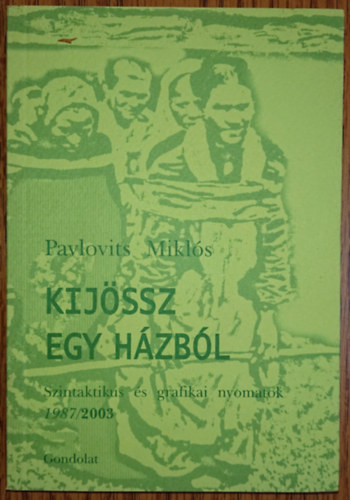 Pavlovits Miklós
KIJÖSSZ
EGY HÁZBÓL
Szintaktikus és grafikai nyomatok
1987/2003
Gondolat